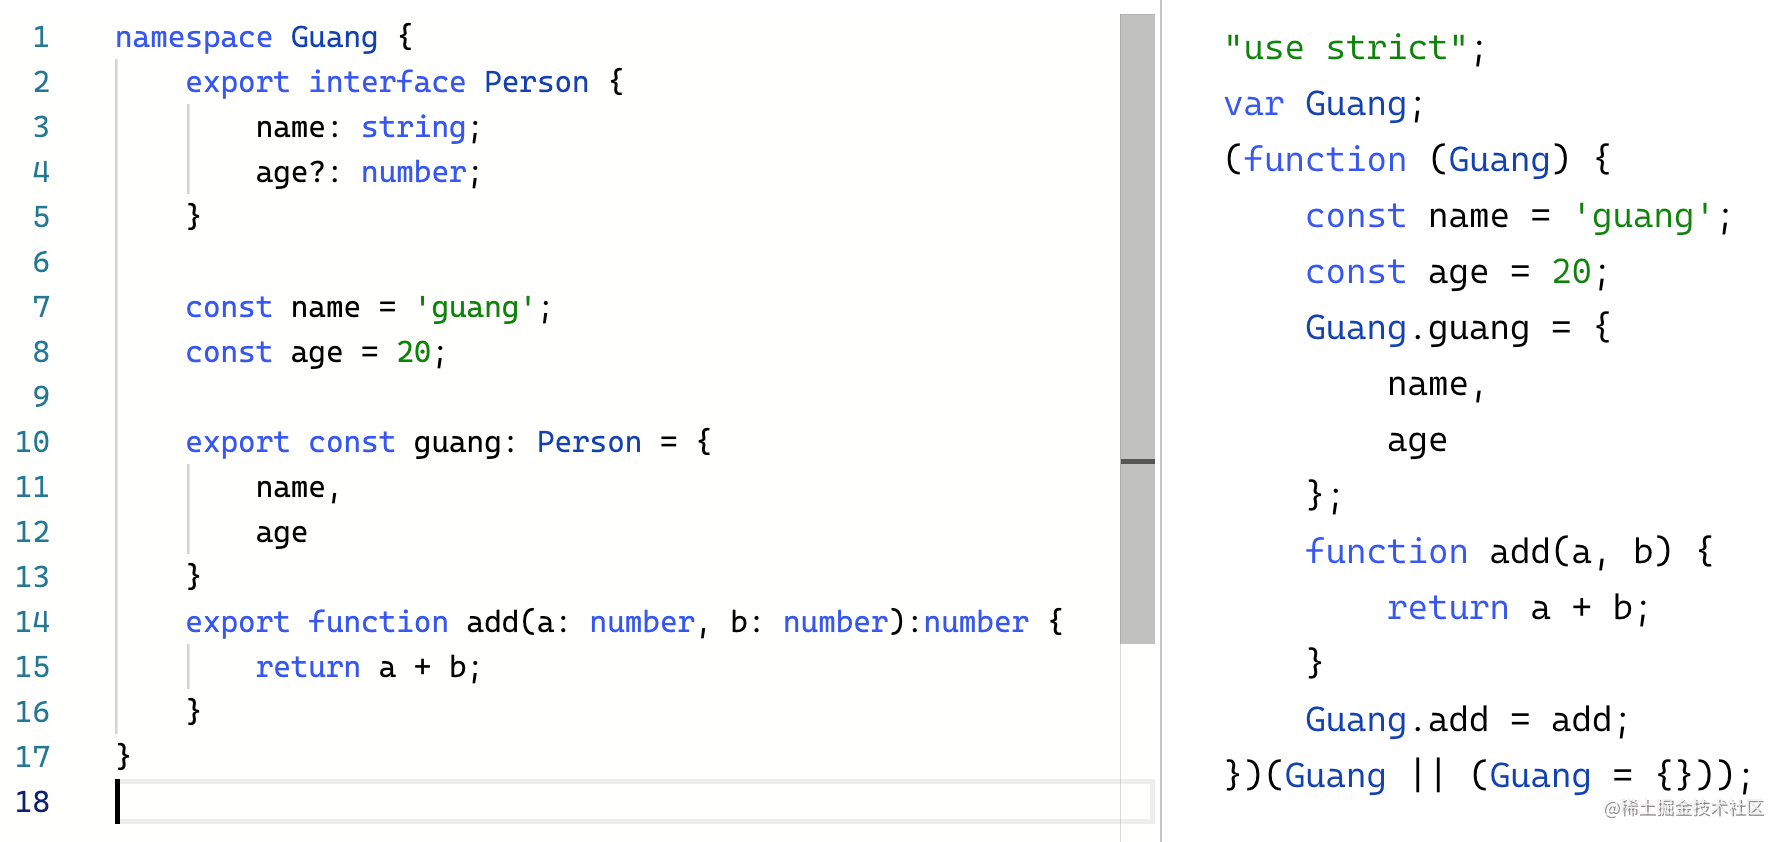 1 namespace Guang {
2 export interface Person {
3 name: string;
4 age?: number;
5 }
6
7 const name = 'guang';
8 const age = 20;
9
10 export const guang: Person = {
11 name,
12 age
13 }
14 export function add(a: number, b: number):number {
15 return a + b;
16 }
17 }
18
"use strict";
var Guang;
(function (Guang) {
const name = 'guang';
const age = 20;
Guang.guang = {
name,
age
};
function add(a, b) {
return a + b;
}
Guang.add = add;
})(Guang || (Guang = {}));
@稀土掘金技术社区